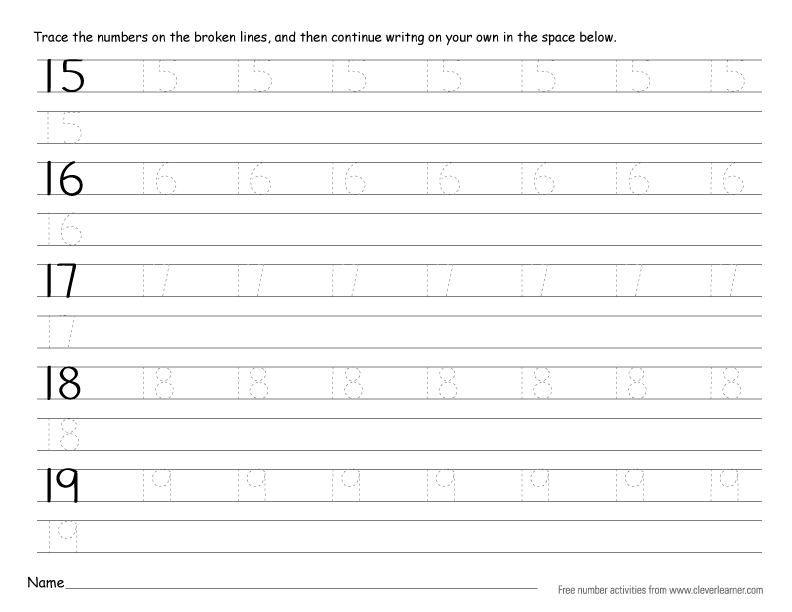 Trace the numbers on the broken lines, and then continue writng on your own in the space below.
15 15 15 15 15 15 15 15
15
16 16 16 16 16 16 16 16
16
17 17 17 17 17 17 17 17
17
18 18 18 18 18 18 18 18
18
19 19 19 19 19 19 19 19
19
Name
Free number activities from www.cleverlearner.com